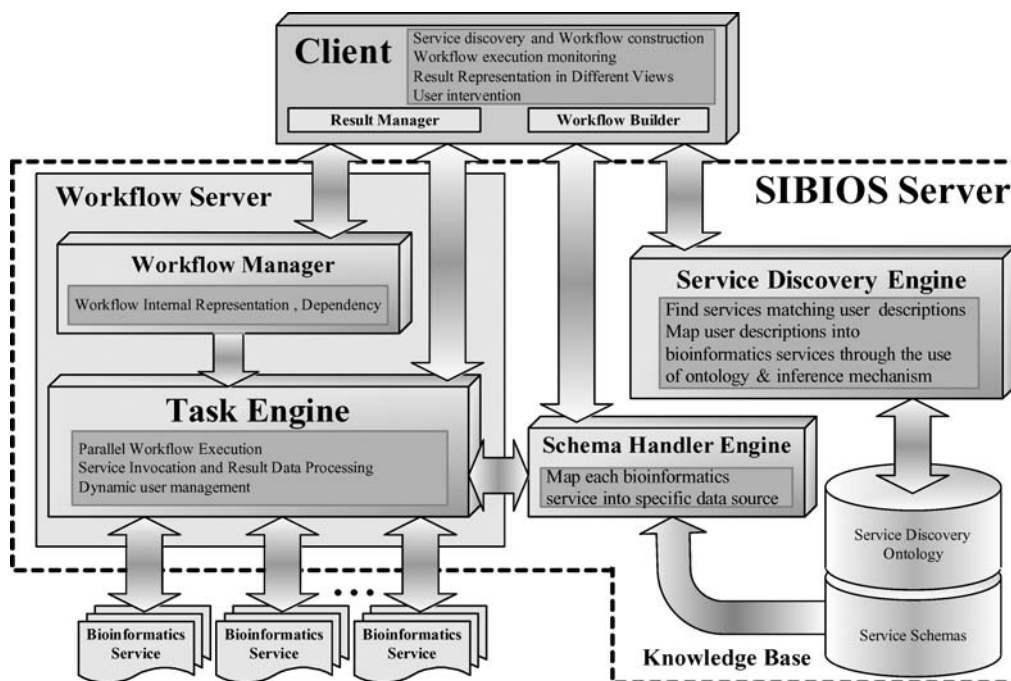 Client
Service discovery and Workflow construction
Workflow execution monitoring
Result Representation in Different Views
User intervention
Result Manager
Workflow Builder
Workflow Server
SIBIOS Server
Workflow Manager
Workflow Internal Representation , Dependency
Service Discovery Engine
Find services matching user descriptions
Map user descriptions into
bioinformatics services through the use
of ontology & inference mechanism
Task Engine
Parallel Workflow Execution
Service Invocation and Result Data Processing
Dynamic user management
Schema Handler Engine
Map each bioinformatics
service into specific data source
Service Discovery
Ontology
Service Schemas
Knowledge Base
...
Bioinformatics
Service
Bioinformatics
Service
Bioinformatics
Service